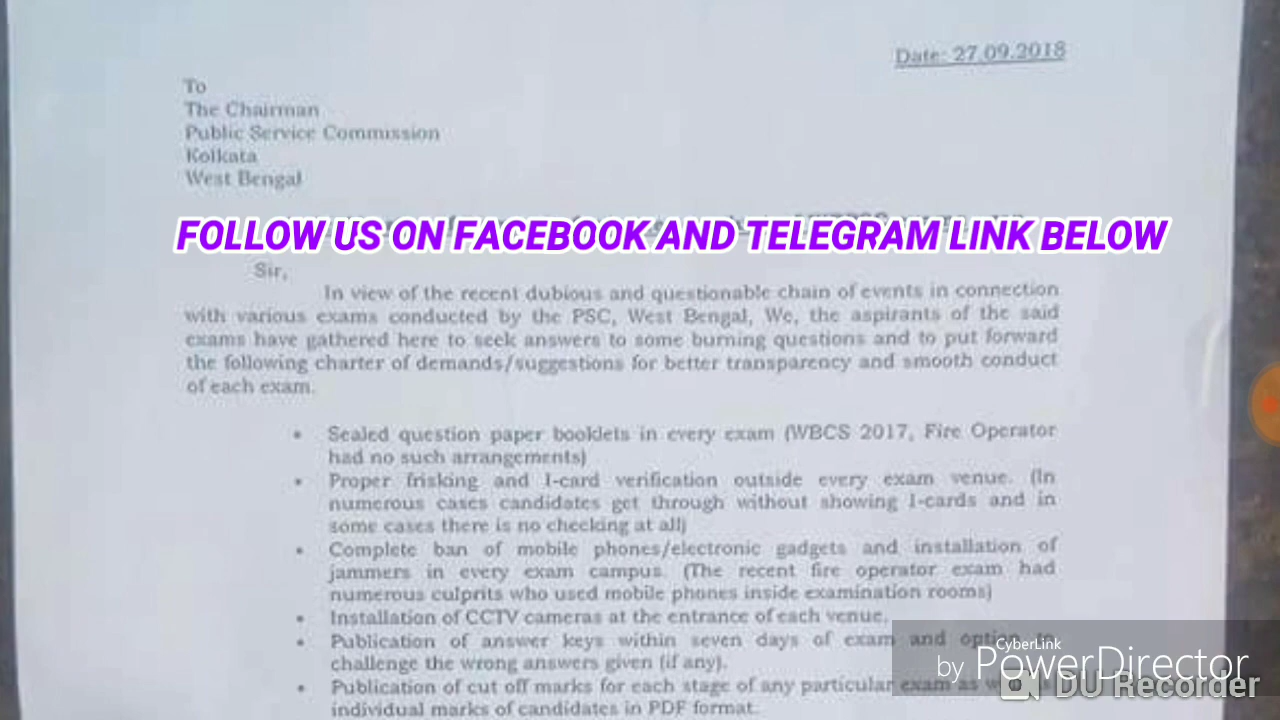 Date: 27.09.2018
To
The Chairman
Public Service Commission
Kolkata
West Bengal
FOLLOW US ON FACEBOOK AND TELEGRAM LINK BELOW
Sir,
In view of the recent dubious and questionable chain of events in connection
with various exams conducted by the PSC, West Bengal, We, the aspirants of the said
exams have gathered here to seek answers to some burning questions and to put forward
the following charter of demands/suggestions for better transparency and smooth conduct
of each exam.
• Sealed question paper booklets in every exam (WBCS 2017, Fire Operator
had no such arrangements)
• Proper frisking and I-card verification outside every exam venue. (In
numerous cases candidates get through without showing I-cards and in
some cases there is no checking at all)
• Complete ban of mobile phones/electronic gadgets and installation of
jammers in every exam campus. (The recent fire operator exam had
numerous culprits who used mobile phones inside examination rooms)
• Installation of CCTV cameras at the entrance of each venue.
• Publication of answer keys within seven days of exam and option to
challenge the wrong answers given (if any).
• Publication of cut off marks for each stage of any particular exam as
individual marks of candidates in PDF format.
CyberLink
by PowerDirector
DU Recorder